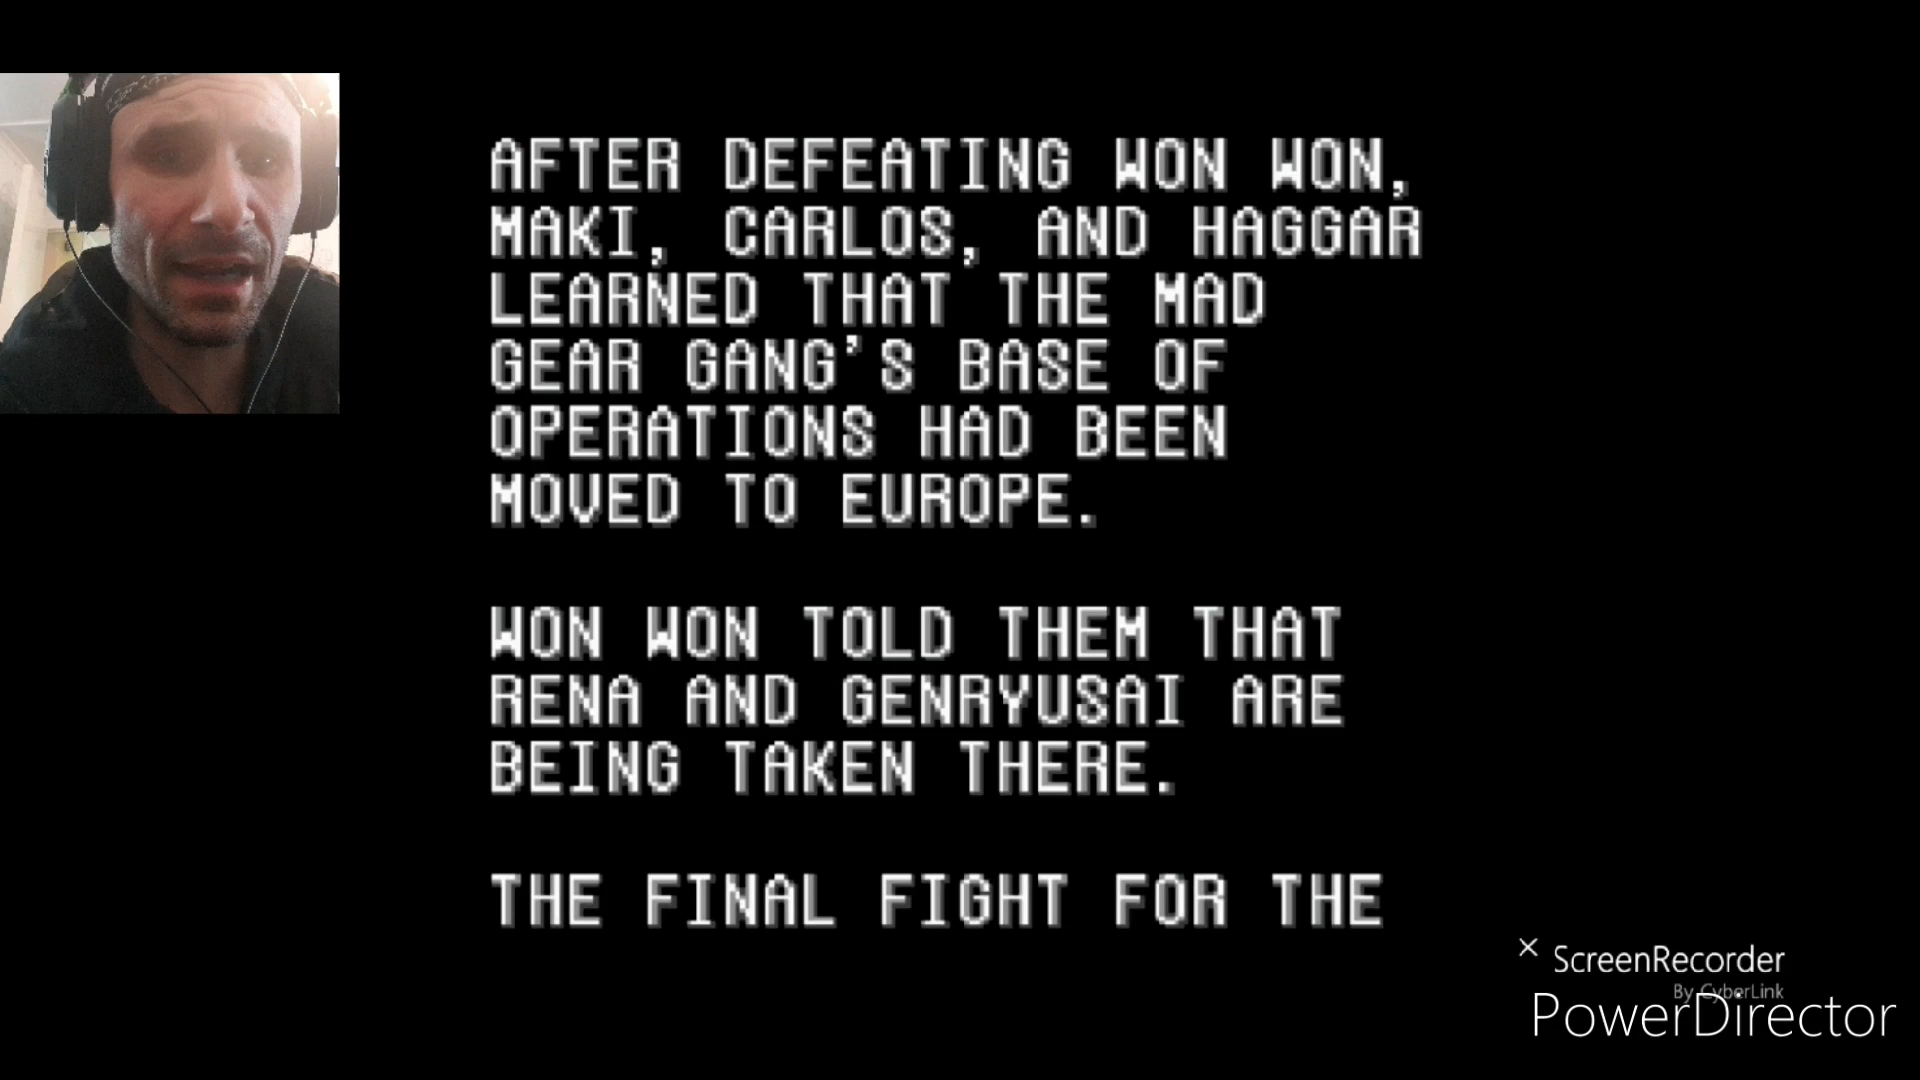 AFTER DEFEATING WON WON,
MAKI, CARLOS, AND HAGGAR
LEARNED THAT THE MAD
GEAR GANG'S BASE OF
OPERATIONS HAD BEEN
MOVED TO EUROPE.
WON WON TOLD THEM THAT
RENA AND GENRYUSAI ARE
BEING TAKEN THERE.
THE FINAL FIGHT FOR THE
× ScreenRecorder
By CyberLink
PowerDirector